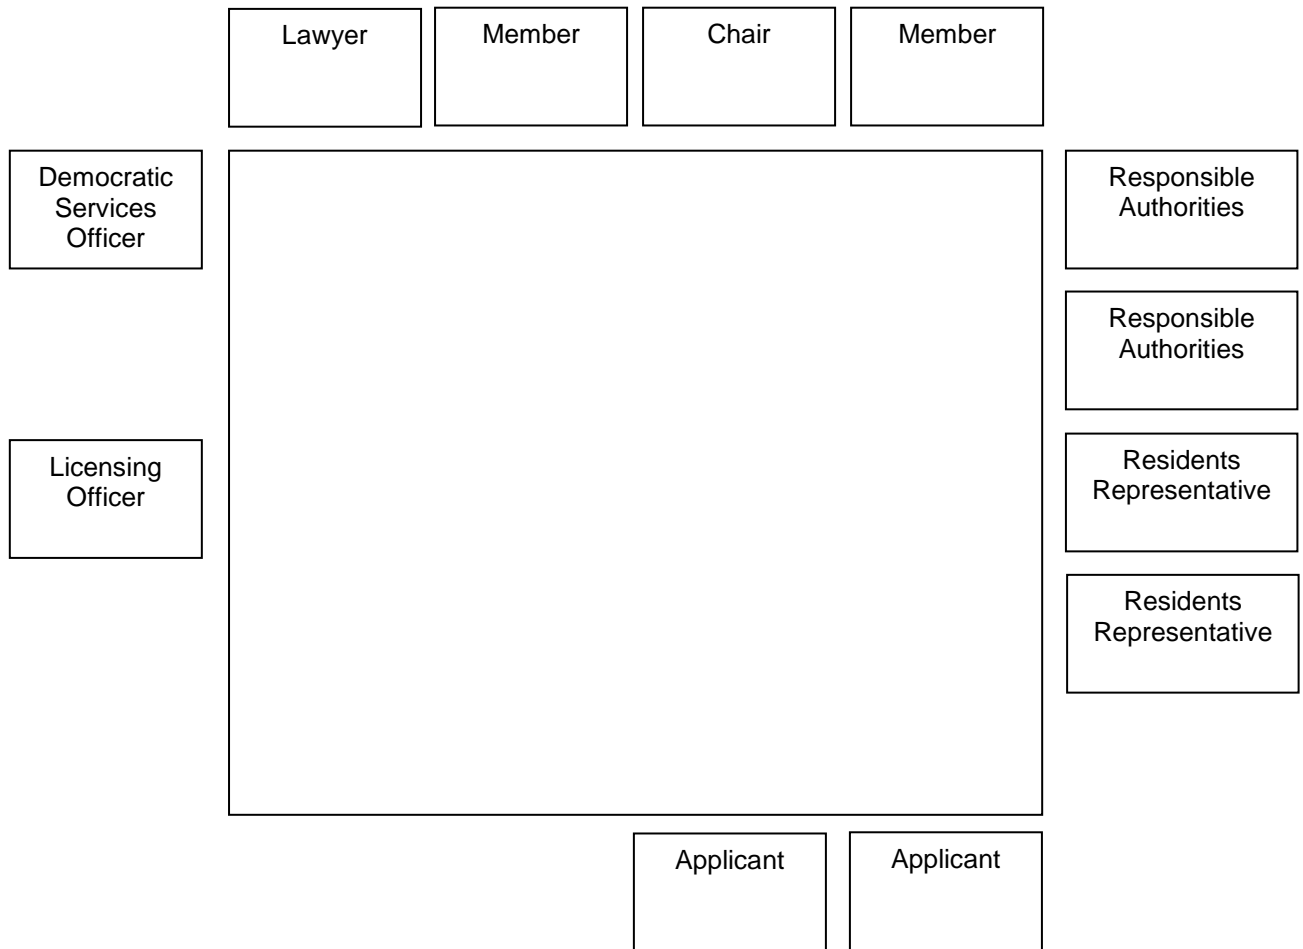 Lawyer
Member
Chair
Member
Democratic
Services
Officer
Responsible
Authorities
Responsible
Authorities
Licensing
Officer
Residents
Representative
Residents
Representative
Applicant
Applicant